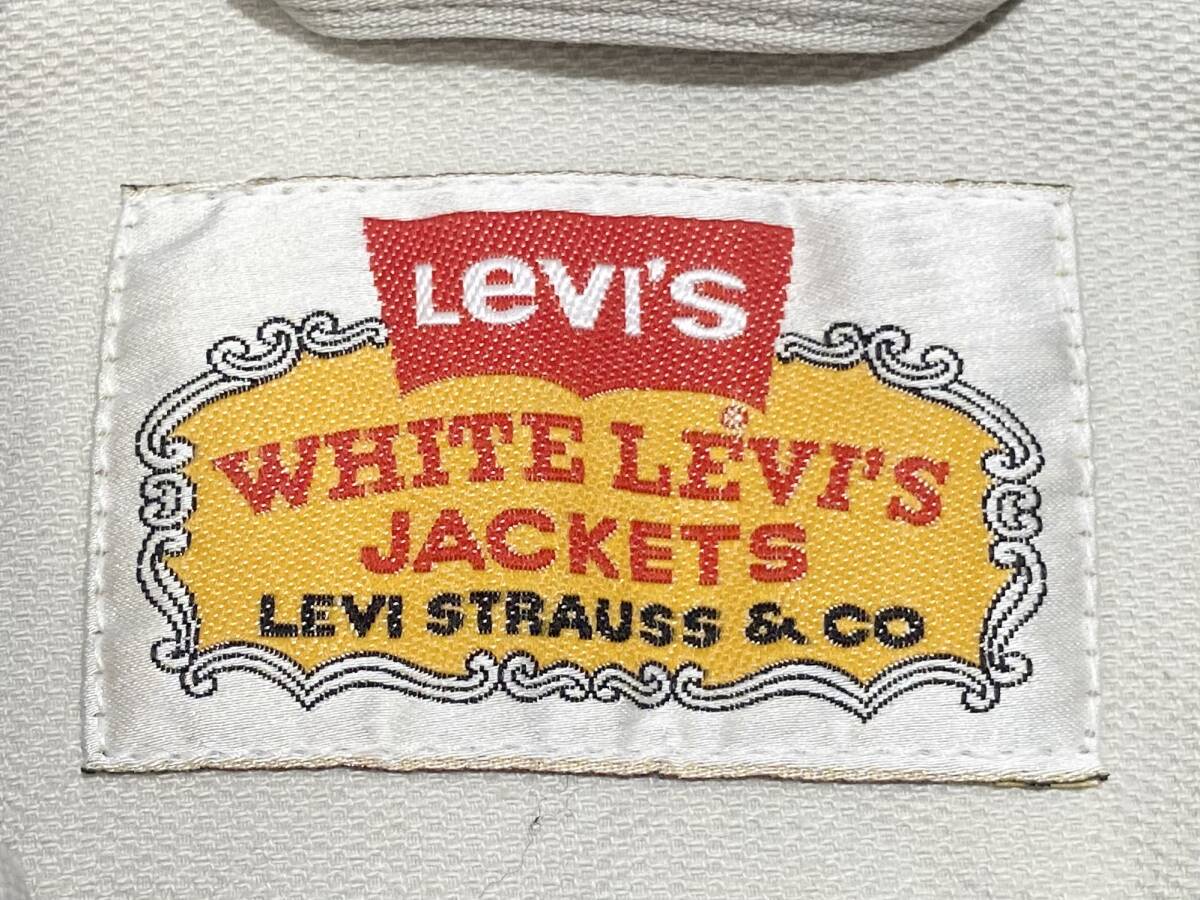 Levi's
WHITE LEVI'S ®
JACKETS
LEVI STRAUSS & CO